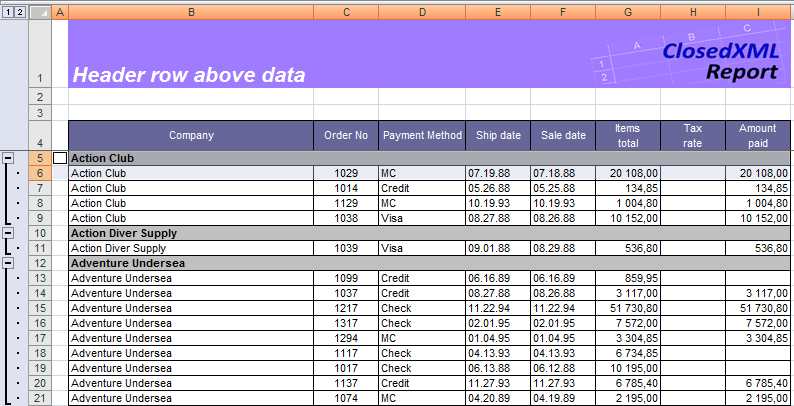 1 2 A B C D E F G H I
A B C
1 ClosedXML
1 Header row above data 2 Report
2
3
4 Company Order No Payment Method Ship date Sale date Items total Tax rate Amount paid
5 Action Club
6 Action Club 1029 MC 07.19.88 07.18.88 20 108,00 20 108,00
7 Action Club 1014 Credit 05.26.88 05.25.88 134,85 134,85
8 Action Club 1129 MC 10.19.93 10.19.93 1 004,80 1 004,80
9 Action Club 1038 Visa 08.27.88 08.26.88 10 152,00 10 152,00
10 Action Diver Supply
11 Action Diver Supply 1039 Visa 09.01.88 08.29.88 536,80 536,80
12 Adventure Undersea
13 Adventure Undersea 1099 Credit 06.16.89 06.16.89 859,95
14 Adventure Undersea 1037 Credit 08.27.88 08.26.88 3 117,00 3 117,00
15 Adventure Undersea 1217 Check 11.22.94 11.22.94 51 730,80 51 730,80
16 Adventure Undersea 1317 Check 02.01.95 02.01.95 7 572,00 7 572,00
17 Adventure Undersea 1294 MC 01.04.95 01.04.95 3 304,85 3 304,85
18 Adventure Undersea 1117 Check 04.13.93 04.13.93 6 734,85
19 Adventure Undersea 1017 Check 06.13.88 06.12.88 10 195,00
20 Adventure Undersea 1137 Credit 11.27.93 11.27.93 6 785,40 6 785,40
21 Adventure Undersea 1074 MC 04.20.89 04.19.89 2 195,00 2 195,00